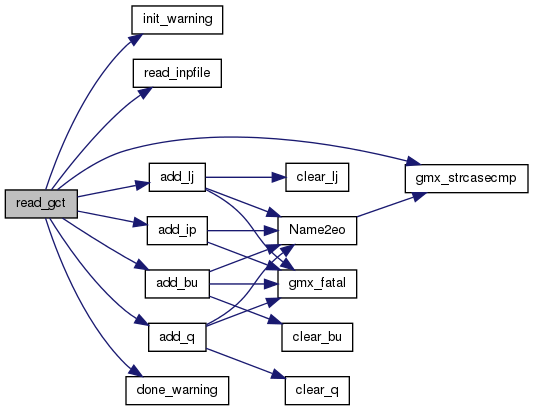 init_warning
read_inpfile
add_lj
clear_lj
gmx_strcasecmp
read_gct
add_ip
Name2eo
add_bu
gmx_fatal
add_q
clear_bu
done_warning
clear_q